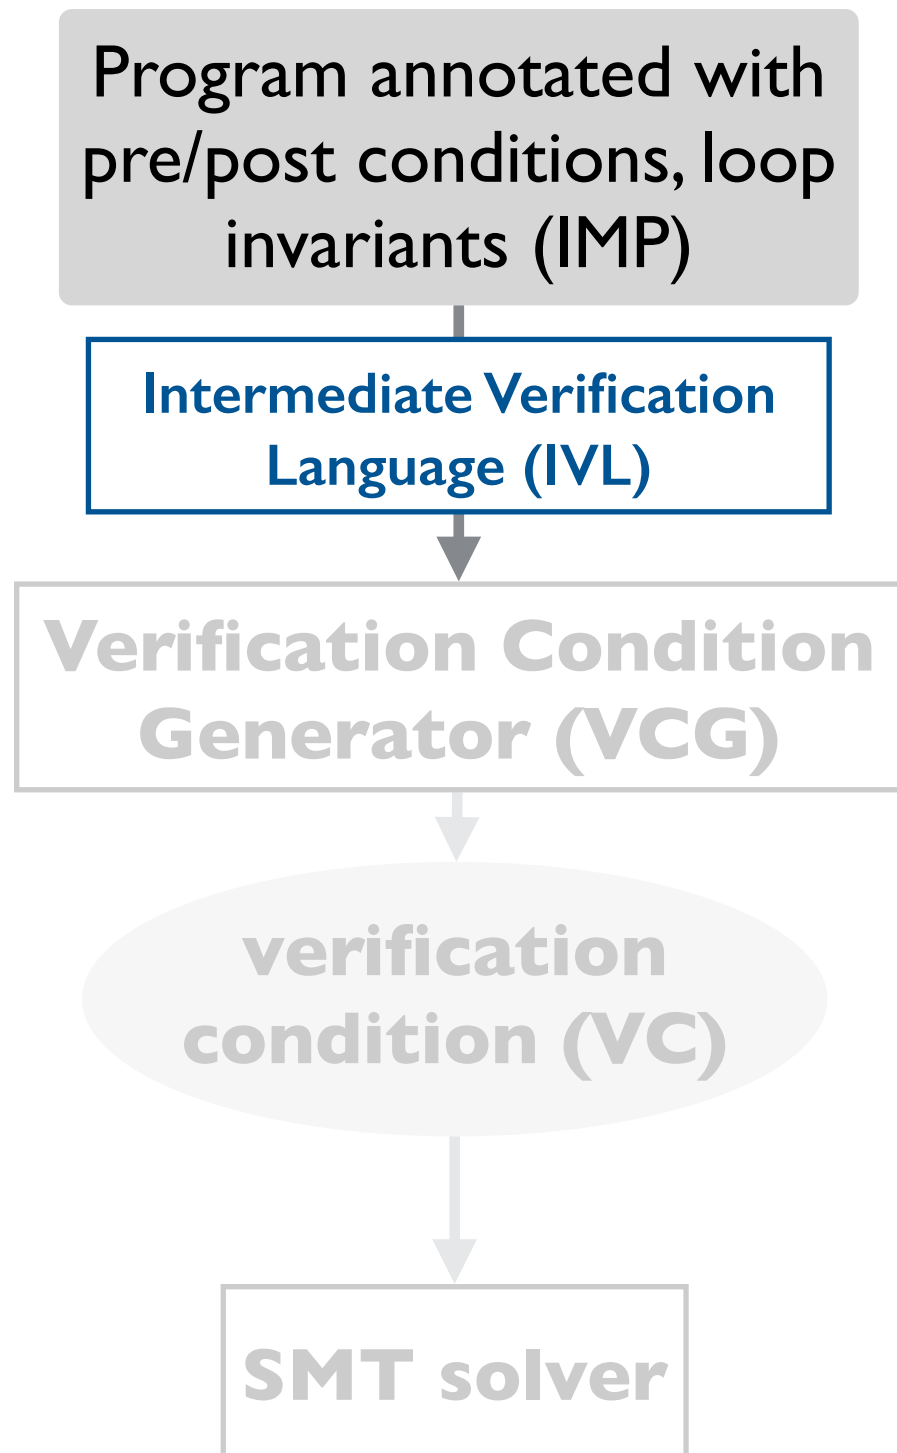 Program annotated with
pre/post conditions, loop
invariants (IMP)
Intermediate Verification
Language (IVL)
Verification Condition
Generator (VCG)
verification
condition (VC)
SMT solver